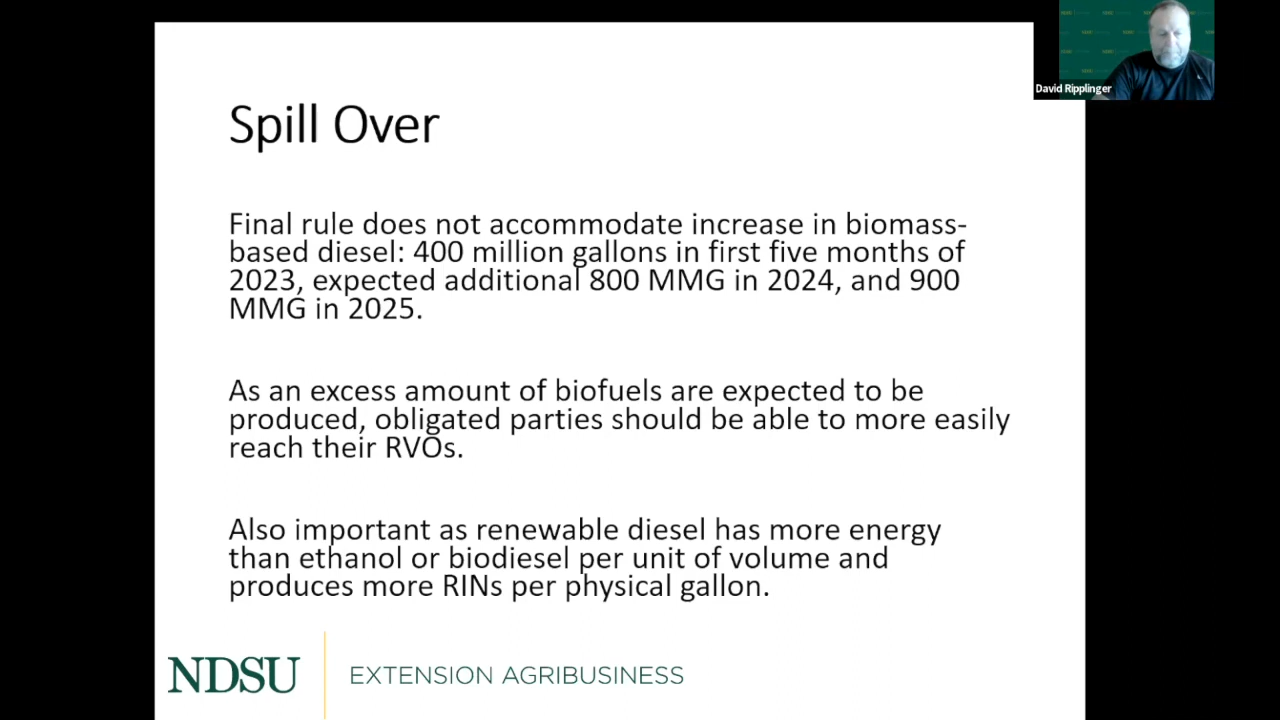 David Ripplinger
Spill Over
Final rule does not accommodate increase in biomass-
based diesel: 400 million gallons in first five months of
2023, expected additional 800 MMG in 2024, and 900
MMG in 2025.
As an excess amount of biofuels are expected to be
produced, obligated parties should be able to more easily
reach their RVOs.
Also important as renewable diesel has more energy
than ethanol or biodiesel per unit of volume and
produces more RINs per physical gallon.
NDSU
EXTENSION AGRIBUSINESS